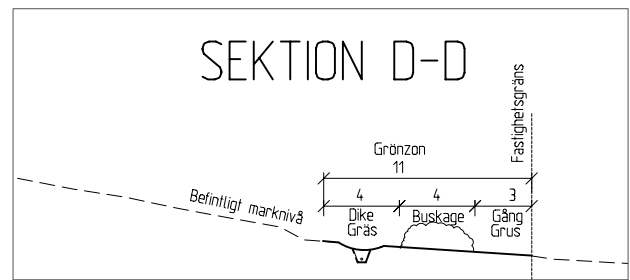 SEKTION D-D
Fastighetsgräns
Grönzon
11
4
4
3
Befintligt marknivå
Dike
Gräs
Buskage
Gång
Grus